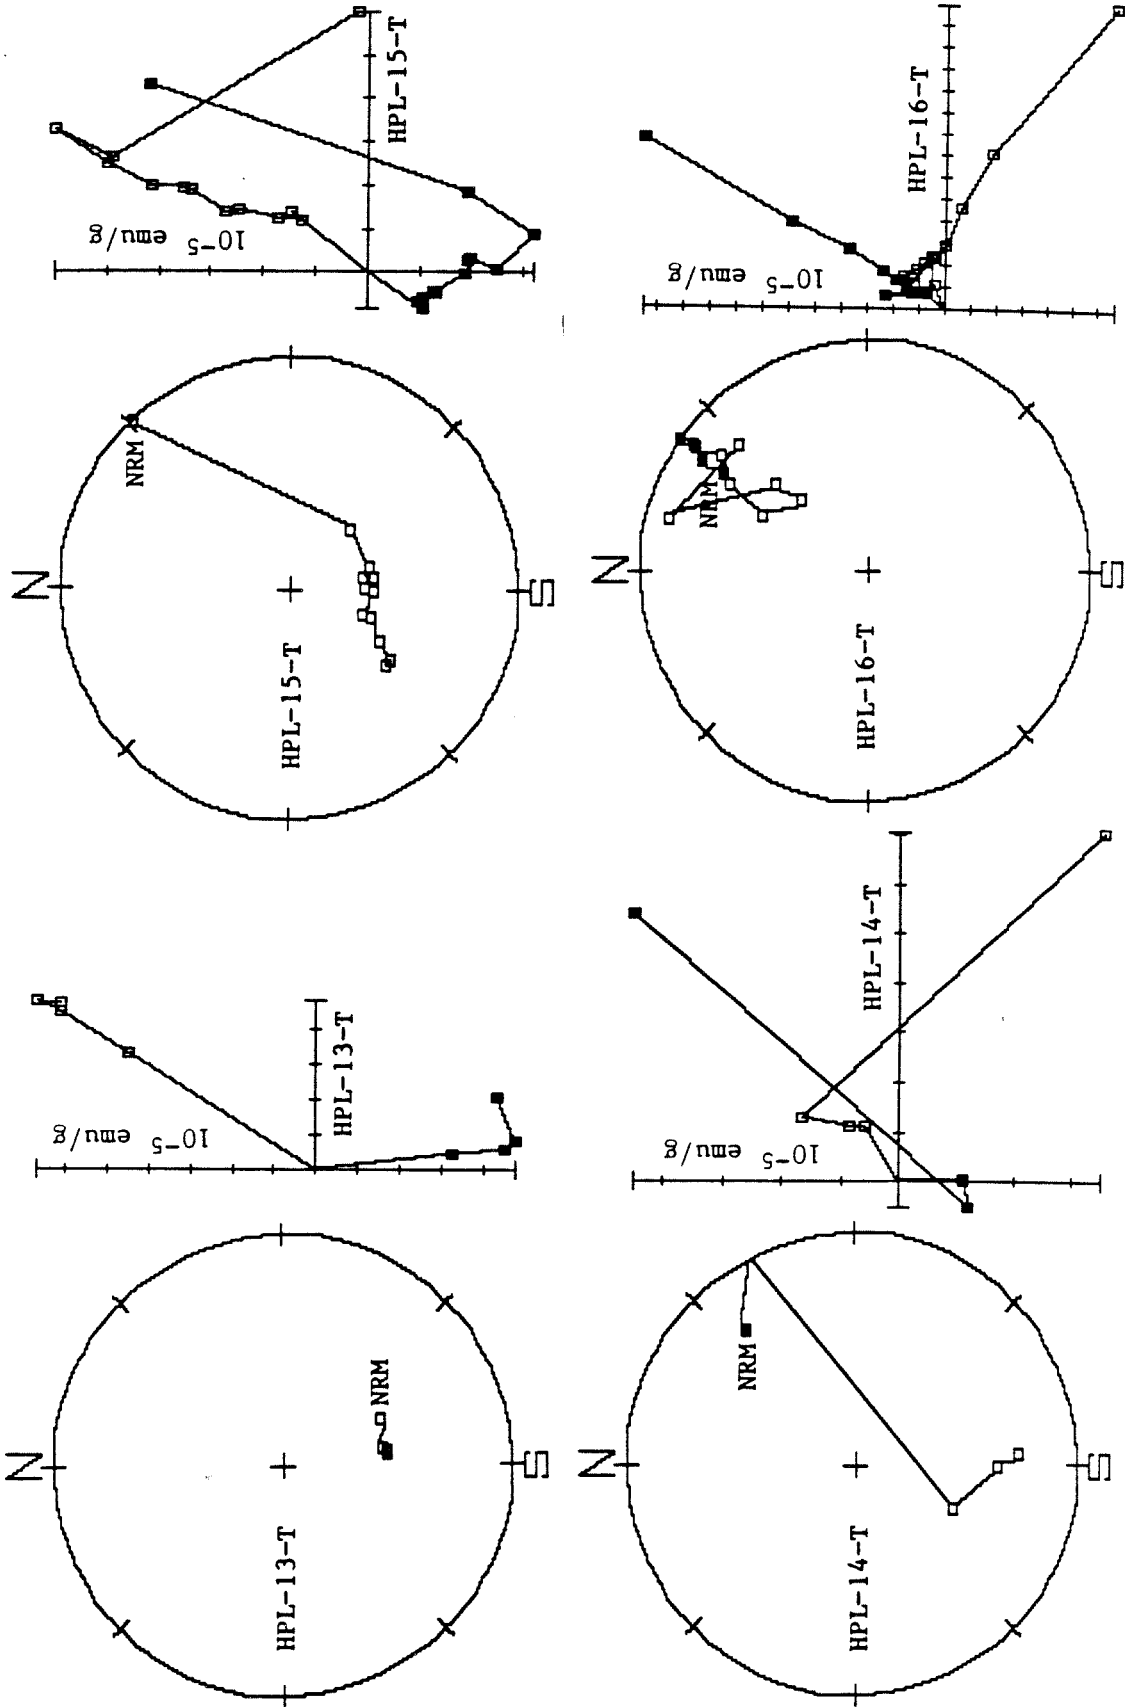 N
S
HPL-15-T
NRM
10⁻⁵ emu/g
HPL-15-T
N
S
HPL-16-T
NRM
10⁻⁵ emu/g
HPL-16-T
N
S
HPL-13-T
NRM
10⁻⁵ emu/g
HPL-13-T
N
S
HPL-14-T
NRM
10⁻⁵ emu/g
HPL-14-T